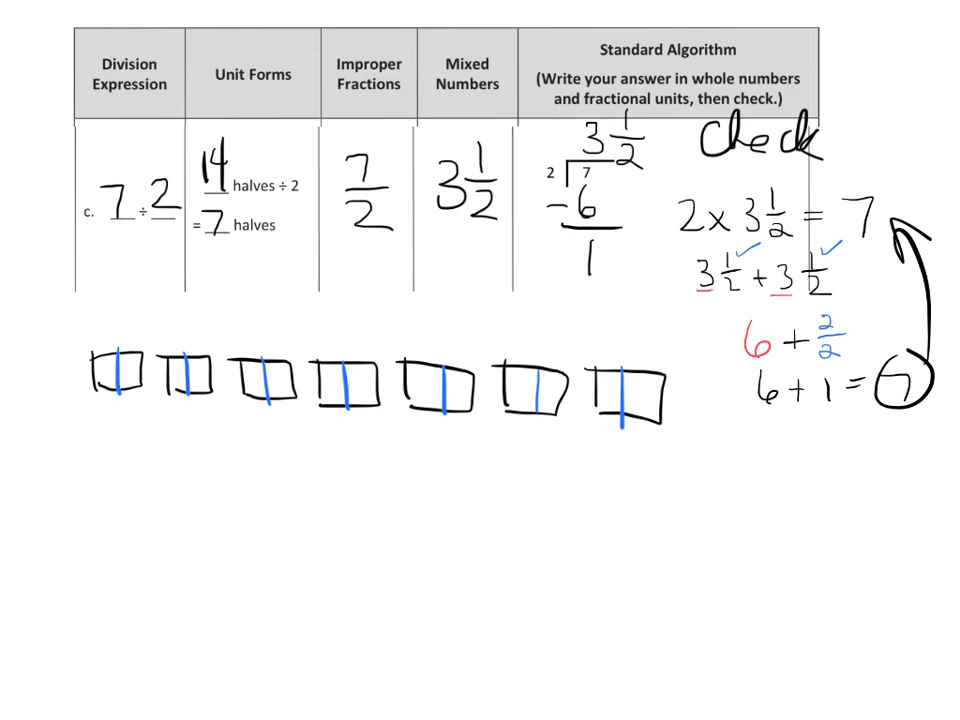 Division Expression
Unit Forms
Improper Fractions
Mixed Numbers
Standard Algorithm
(Write your answer in whole numbers and fractional units, then check.)
c. 7 ÷ 2
14 halves ÷ 2
= 7 halves
7/2
3 1/2
3 1/2
2 7
- 6
1
Check
2 x 3 1/2 = 7
3 1/2 + 3 1/2
6 + 2/2
6 + 1 = 7